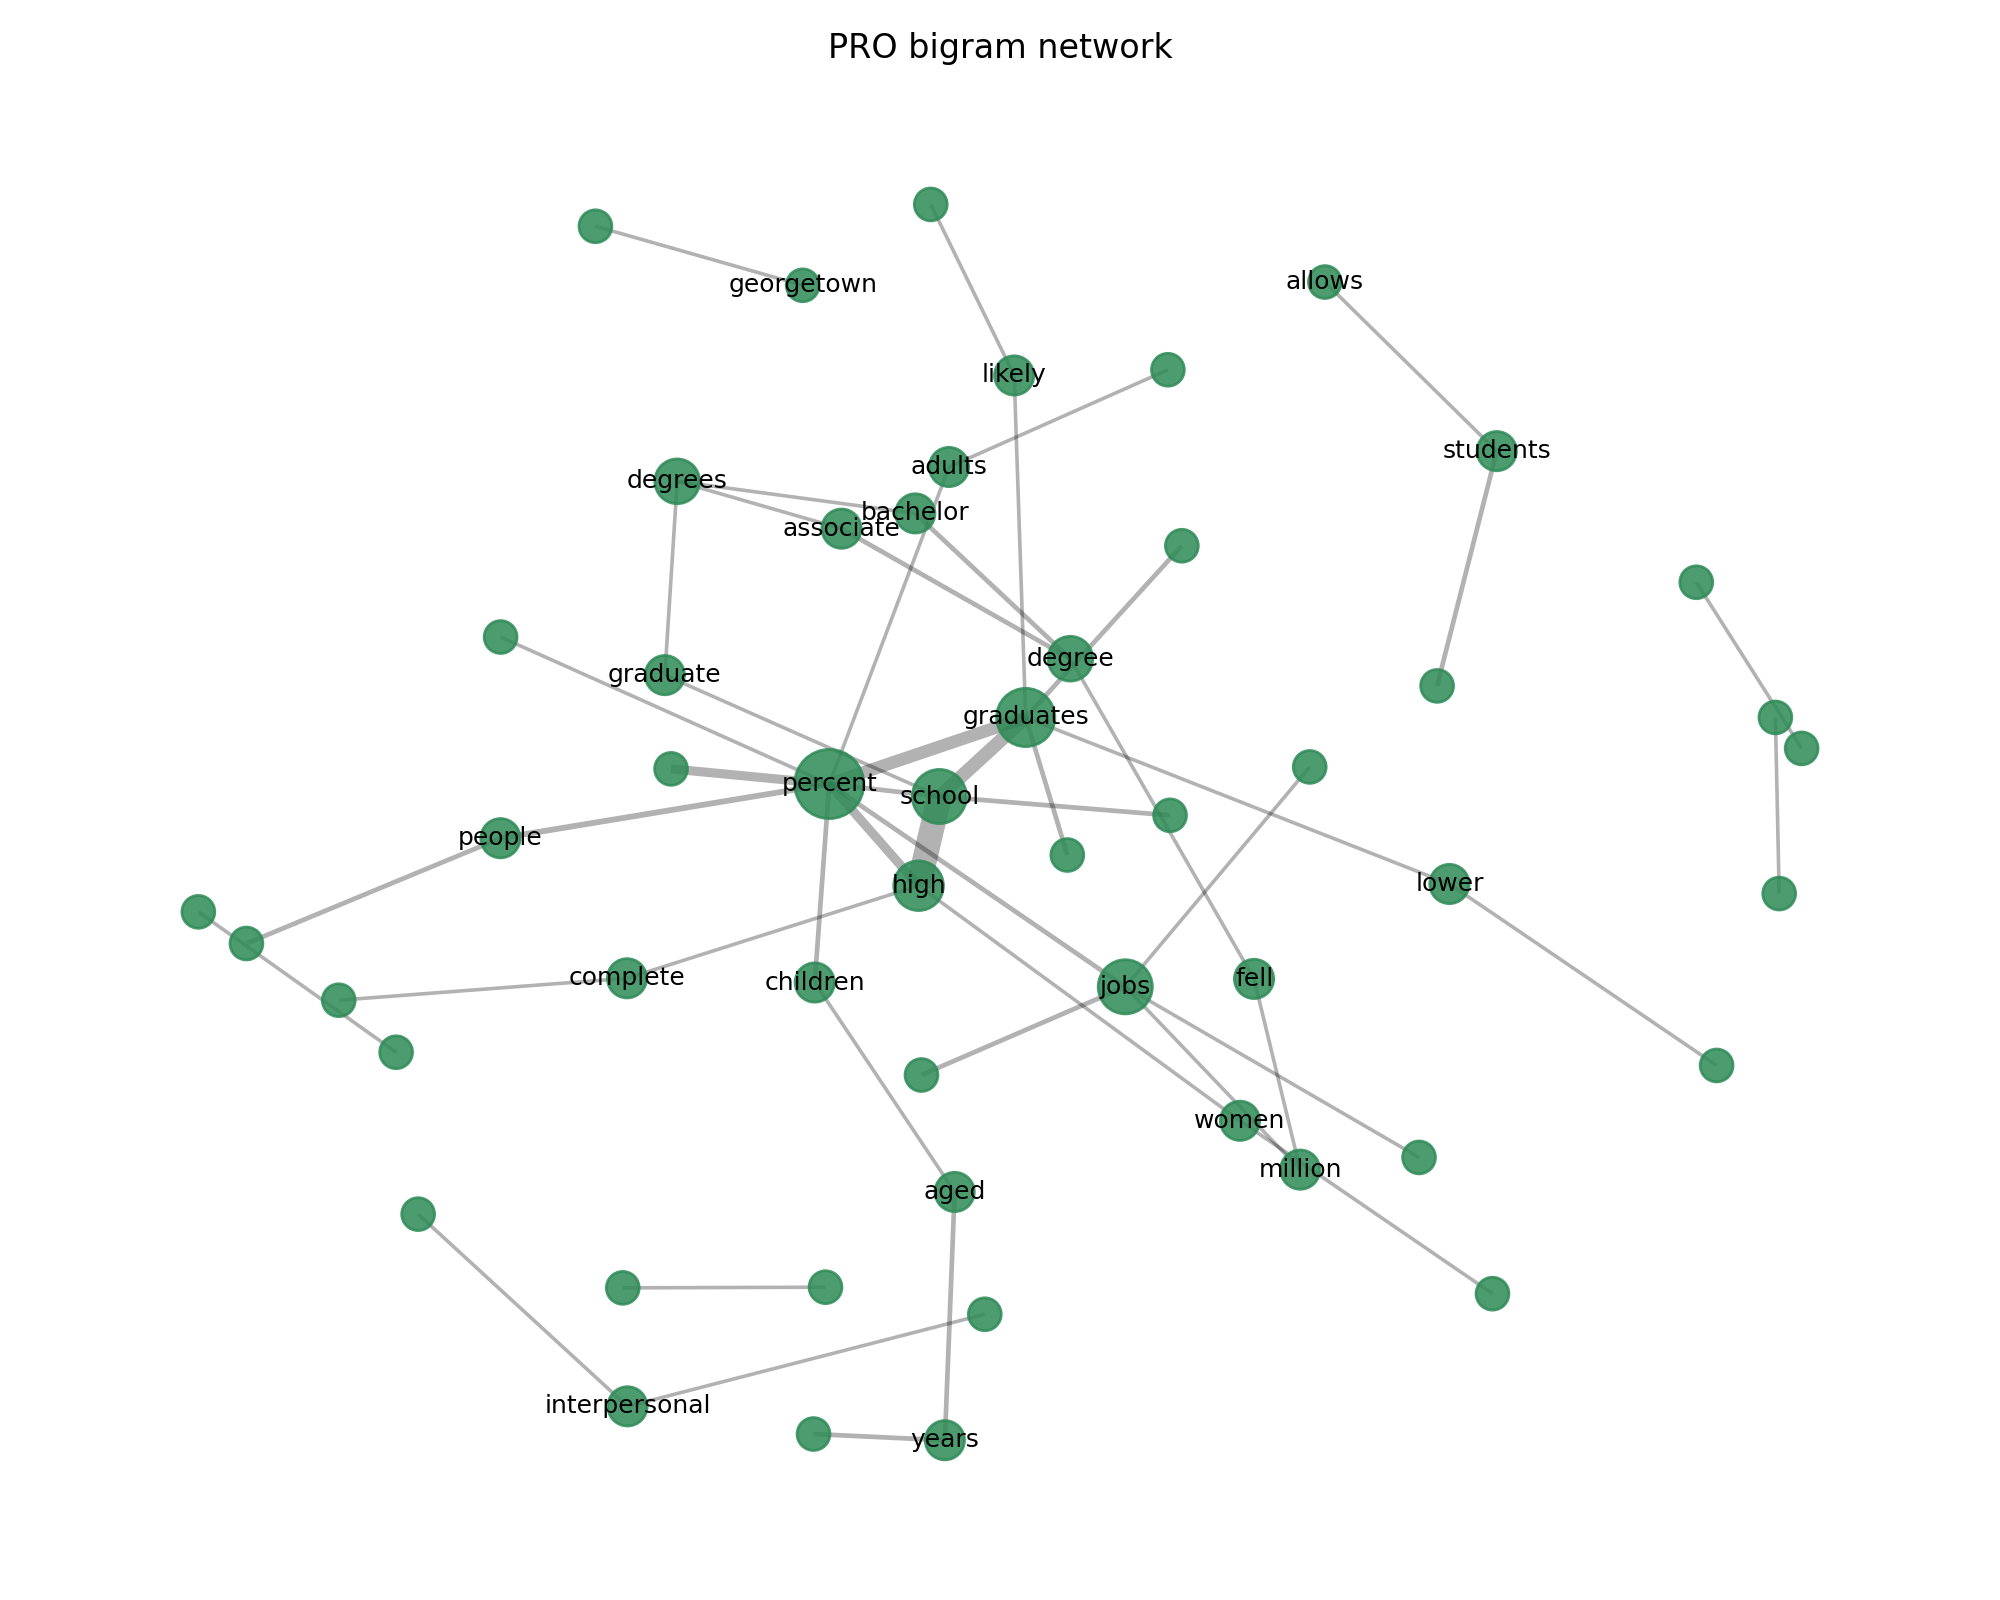 PRO bigram network
georgetown
allows
likely
students
adults
degrees
bachelor
associate
degree
graduate
graduates
percent
school
people
high
lower
complete
children
jobs
fell
women
million
aged
interpersonal
years